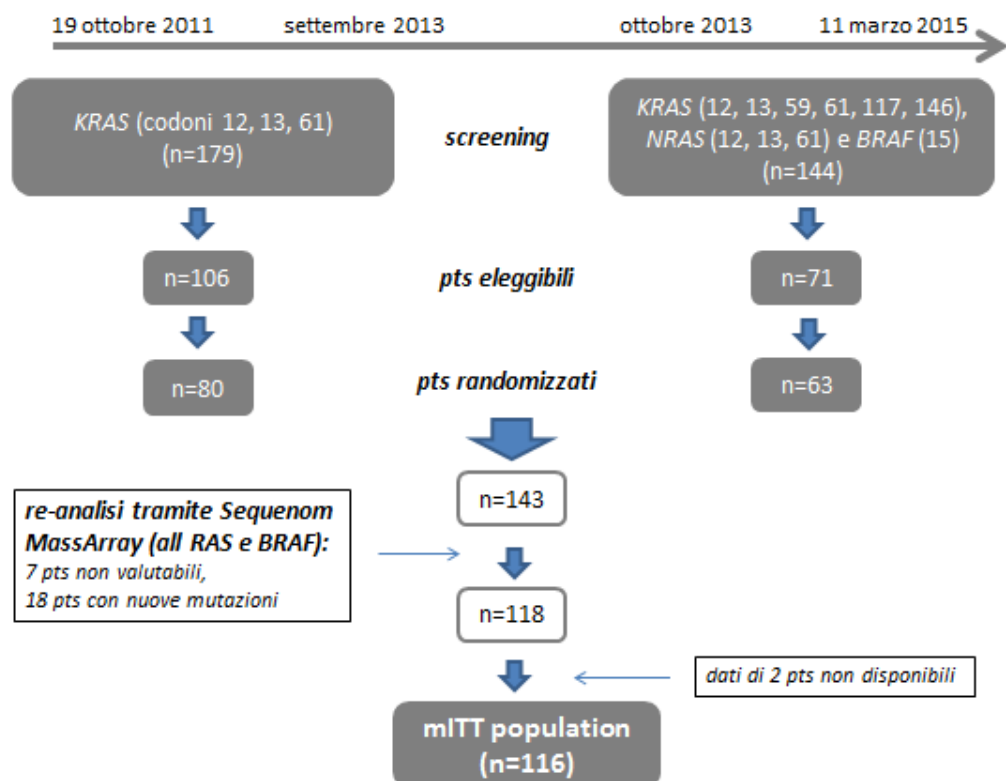 19 ottobre 2011 settembre 2013 ottobre 2013 11 marzo 2015
KRAS (codoni 12, 13, 61)
(n=179)
screening
KRAS (12, 13, 59, 61, 117, 146),
NRAS (12, 13, 61) e BRAF (15)
(n=144)
n=106
pts eleggibili
n=71
n=80
pts randomizzati
n=63
n=143
re-analisi tramite Sequenom
MassArray (all RAS e BRAF):
7 pts non valutabili,
18 pts con nuove mutazioni
n=118
dati di 2 pts non disponibili
mITT population
(n=116)